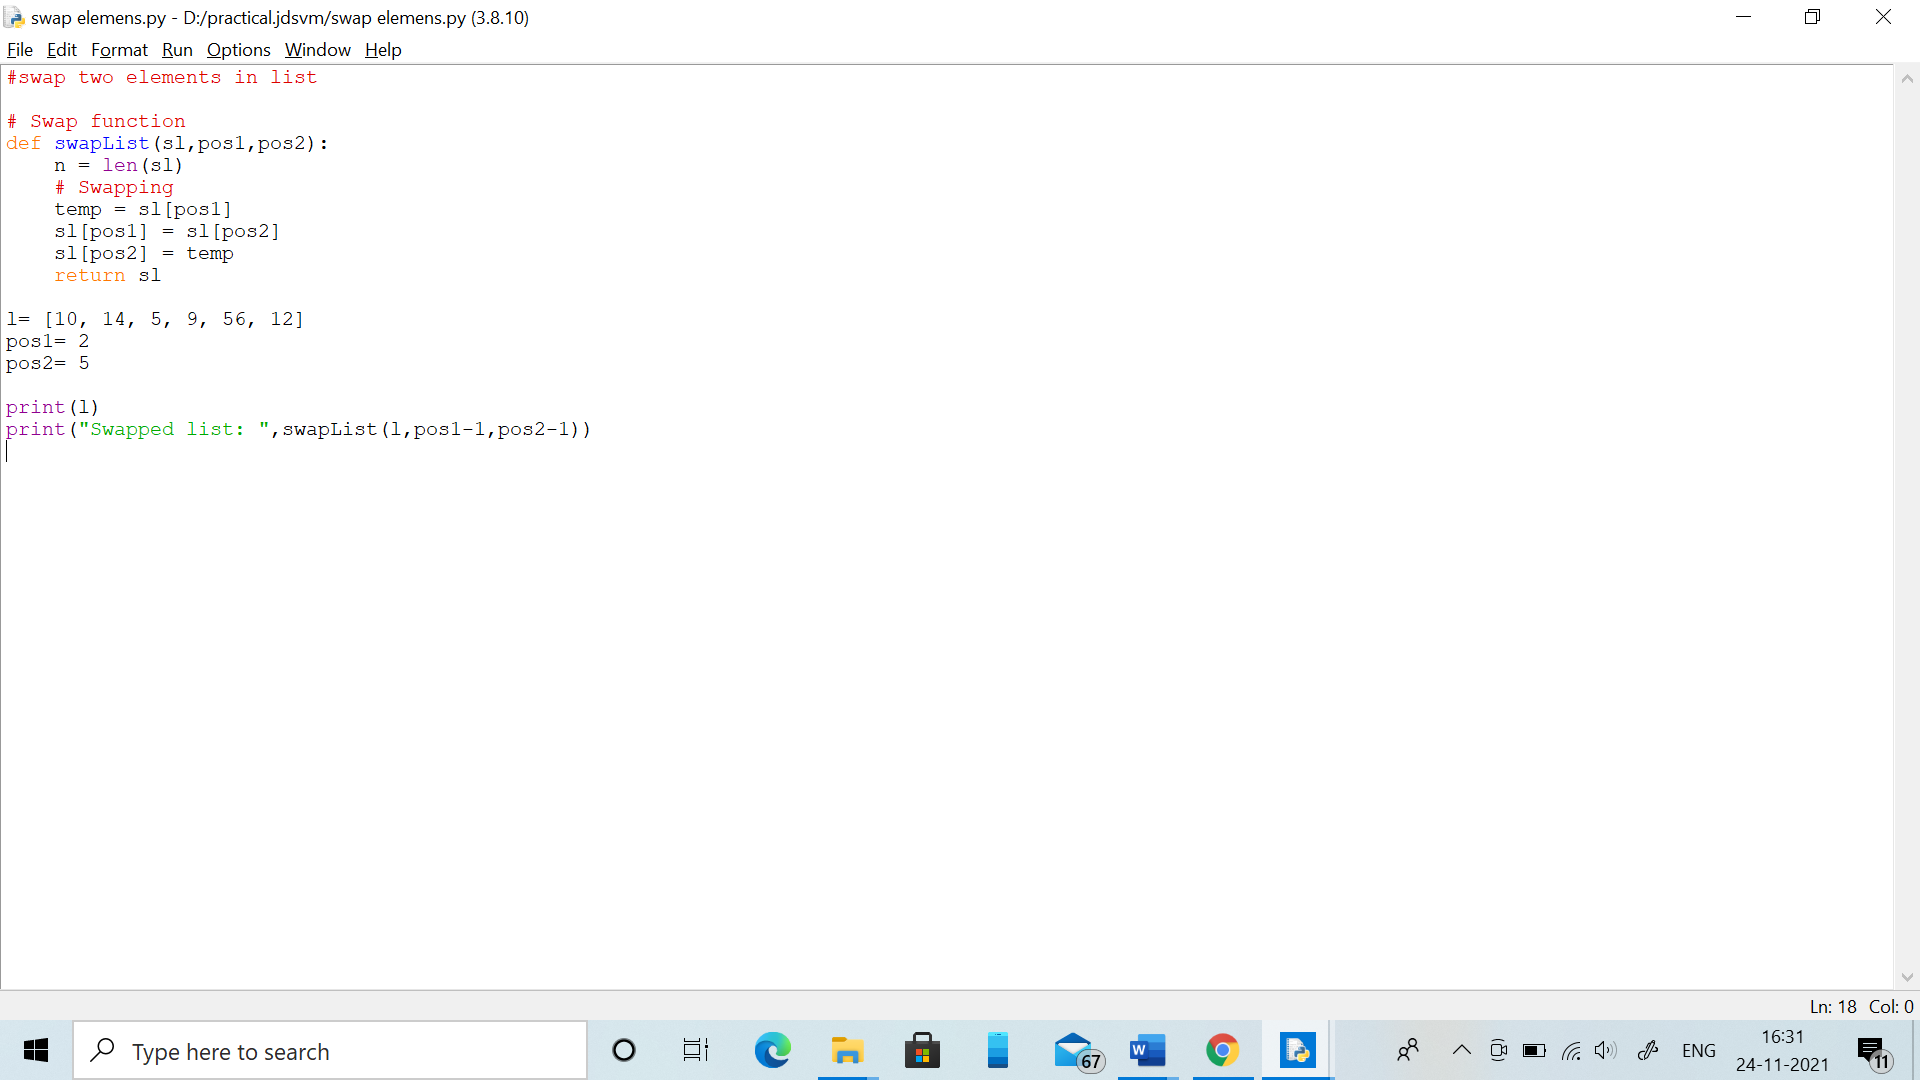 swap elemens.py - D:/practical.jdsvm/swap elemens.py (3.8.10)
File Edit Format Run Options Window Help
#swap two elements in list
# Swap function
def swapList(sl,pos1,pos2):
    n = len(sl)
    # Swapping
    temp = sl[pos1]
    sl[pos1] = sl[pos2]
    sl[pos2] = temp
    return sl
l= [10, 14, 5, 9, 56, 12]
pos1= 2
pos2= 5
print(l)
print("Swapped list: ",swapList(l,pos1-1,pos2-1))
Ln: 18 Col: 0
Type here to search
67
W
ENG
16:31
24-11-2021
11